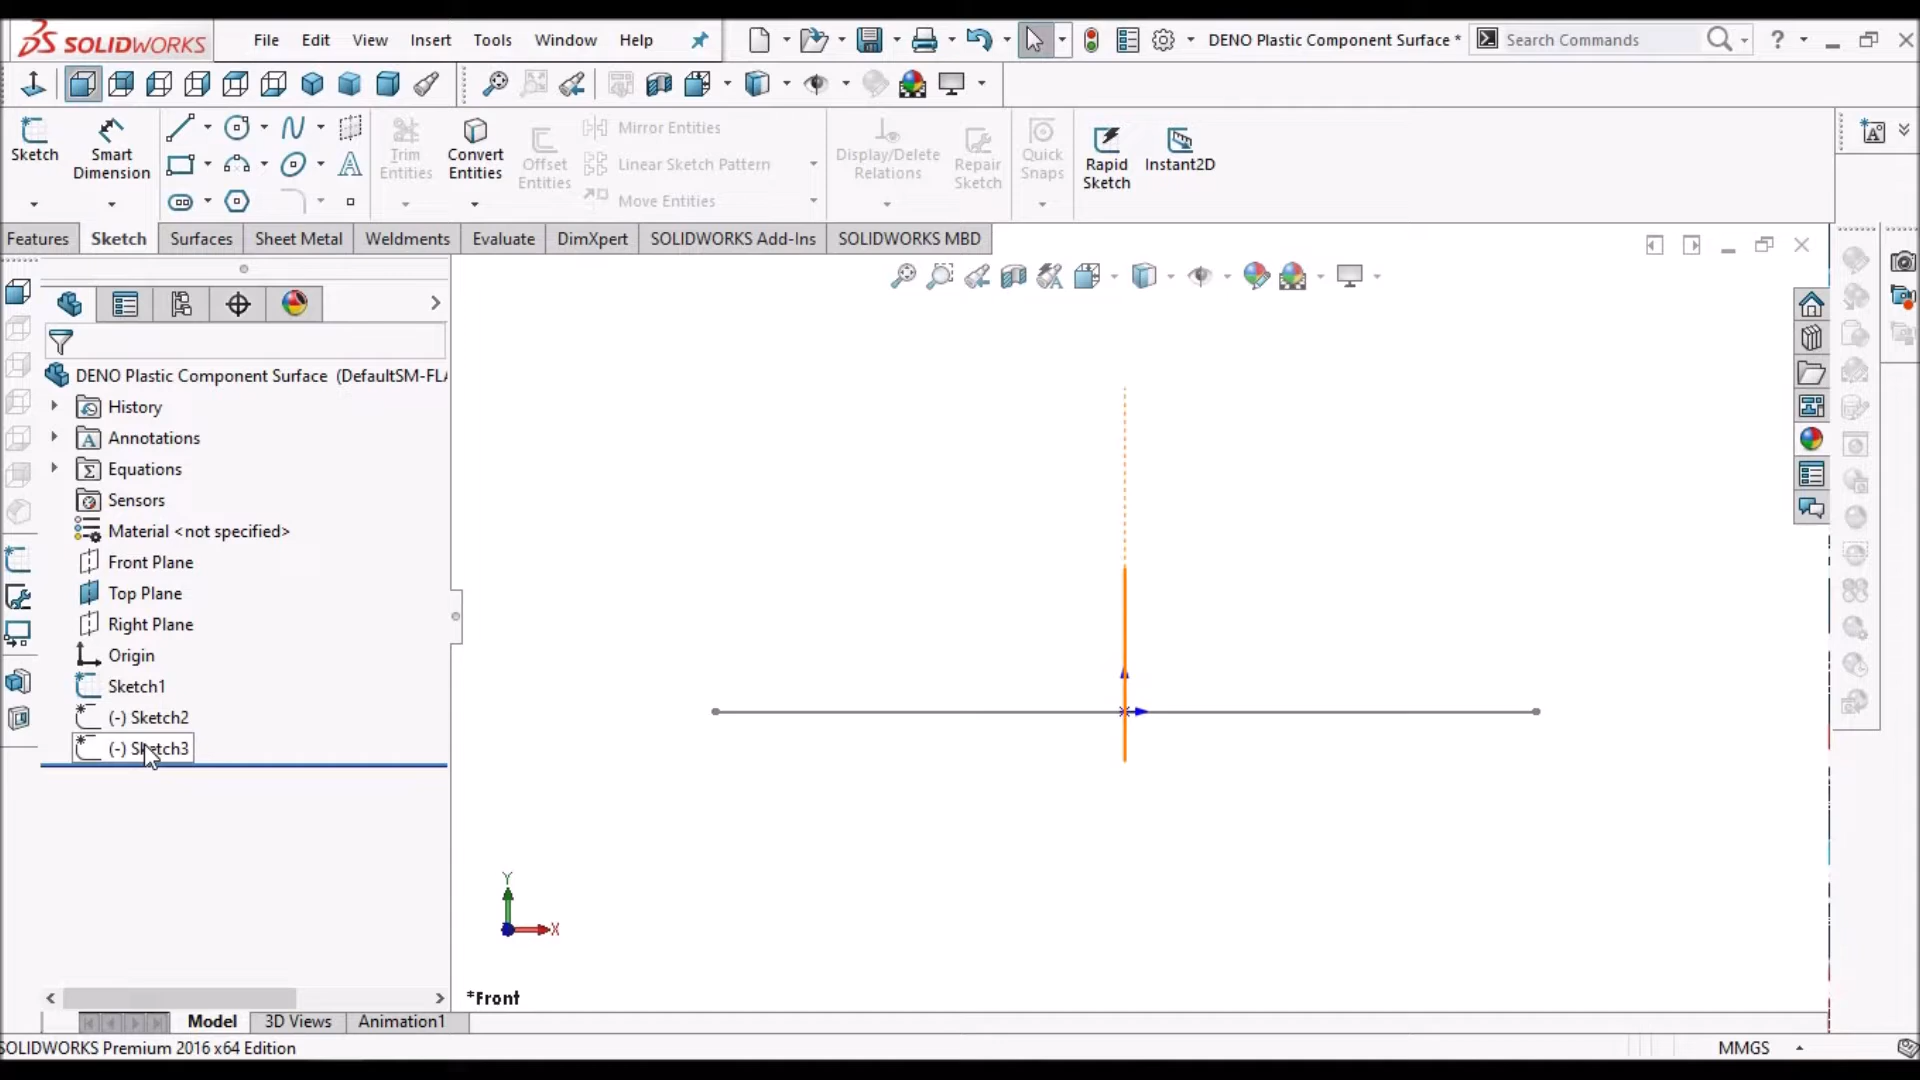 SOLIDWORKS File Edit View Insert Tools Window Help DENO Plastic Component Surface * Search Commands ?
Sketch Smart Dimension Trim Entities Convert Entities Offset Entities Mirror Entities Linear Sketch Pattern Move Entities Display/Delete Relations Repair Sketch Quick Snaps Rapid Sketch Instant2D
Features Sketch Surfaces Sheet Metal Weldments Evaluate DimXpert SOLIDWORKS Add-Ins SOLIDWORKS MBD
DENO Plastic Component Surface (DefaultSM-FLA
History
Annotations
Equations
Sensors
Material <not specified>
Front Plane
Top Plane
Right Plane
Origin
Sketch1
(-) Sketch2
(-) Sketch3
Y
X
*Front
Model 3D Views Animation1
SOLIDWORKS Premium 2016 x64 Edition MMGS